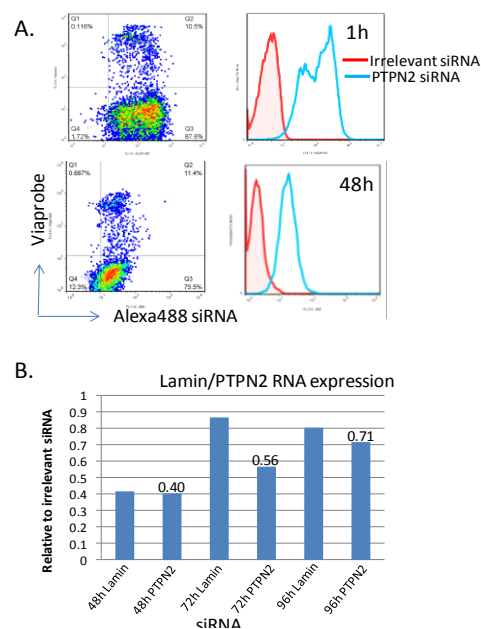 A.
Q1
0.116%
Q2
10.5%
Q4
1.72%
Q3
87.6%
1h
Irrelevant siRNA
PTPN2 siRNA
Q1
0.687%
Q2
11.4%
Q4
12.3%
Q3
75.5%
48h
Viaprobe
Alexa488 siRNA
B.
Lamin/PTPN2 RNA expression
Relative to irrelevant siRNA
1
0.9
0.8
0.7
0.6
0.5
0.4
0.3
0.2
0.1
0
0.40
0.56
0.71
48h Lamin
48h PTPN2
72h Lamin
72h PTPN2
96h Lamin
96h PTPN2
siRNA